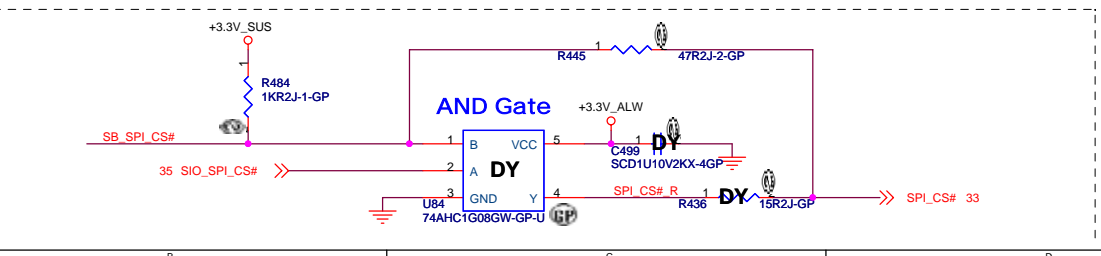 +3.3V_SUS
1
R484
1KR2J-1-GP
R445
1
47R2J-2-GP
AND Gate
+3.3V_ALW
SB_SPI_CS#
1
B
VCC
5
1
DY
C499
SCD1U10V2KX-4GP
35 SIO_SPI_CS#
2
A
DY
3
GND
Y
4
SPI_CS#_R
1
DY
R436
15R2J-GP
SPI_CS# 33
U84
74AHC1G08GW-GP-U
GP
C